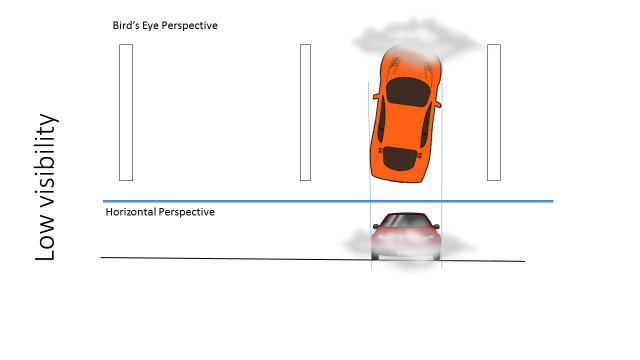 Bird's Eye Perspective
Low visibility
Horizontal Perspective